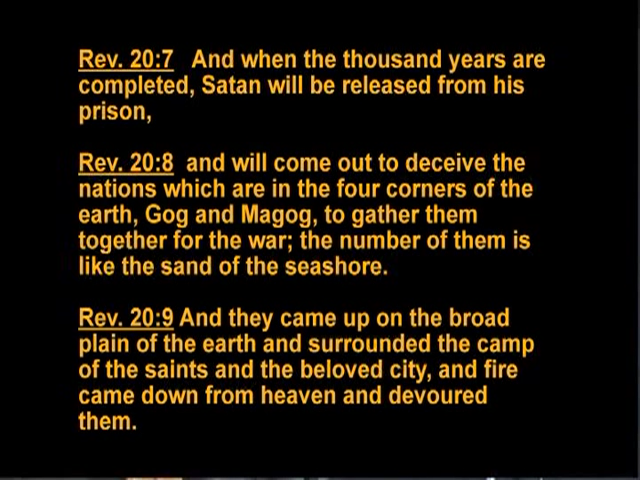 Rev. 20:7 And when the thousand years are
completed, Satan will be released from his
prison,
Rev. 20:8 and will come out to deceive the
nations which are in the four corners of the
earth, Gog and Magog, to gather them
together for the war; the number of them is
like the sand of the seashore.
Rev. 20:9 And they came up on the broad
plain of the earth and surrounded the camp
of the saints and the beloved city, and fire
came down from heaven and devoured
them.